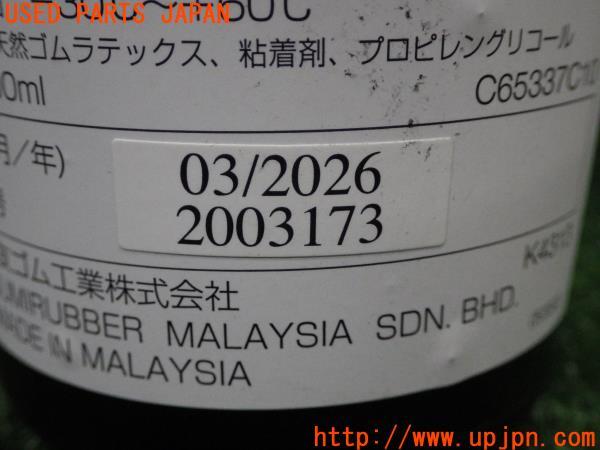 USED PARTS JAPAN
天然ゴムラテックス、粘着剤、プロピレングリコール
0ml
C65337C
月/年)
03/2026
2003173
ゴム工業株式会社
UMIRUBBER MALAYSIA SDN. BHD.
MADE IN MALAYSIA
http://www.upjpn.com/